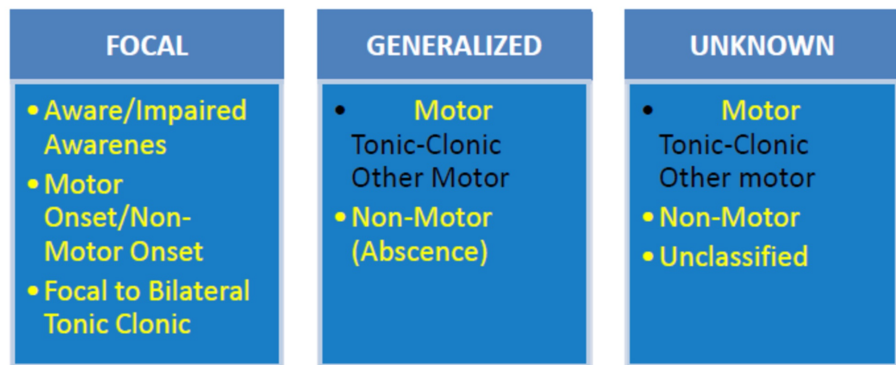 FOCAL
• Aware/Impaired
Awarenes
• Motor
Onset/Non-
Motor Onset
• Focal to Bilateral
Tonic Clonic
GENERALIZED
• Motor
Tonic-Clonic
Other Motor
• Non-Motor
(Abscence)
UNKNOWN
• Motor
Tonic-Clonic
Other motor
• Non-Motor
• Unclassified